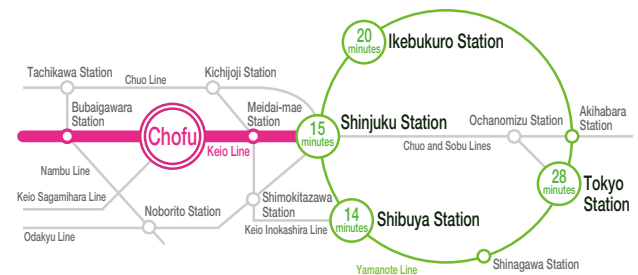 20
minutes
Ikebukuro Station
Tachikawa Station
Chuo Line
Kichijoji Station
Bubaigawara
Station
Chofu
Meidai-mae
Station
Keio Line
15
minutes
Shinjuku Station
Ochanomizu Station
Akihabara
Station
Chuo and Sobu Lines
Nambu Line
Keio Sagamihara Line
Noborito Station
Odakyu Line
Shimokitazawa
Station
Keio Inokashira Line
14
minutes
Shibuya Station
28
minutes
Tokyo
Station
Yamanote Line
Shinagawa Station